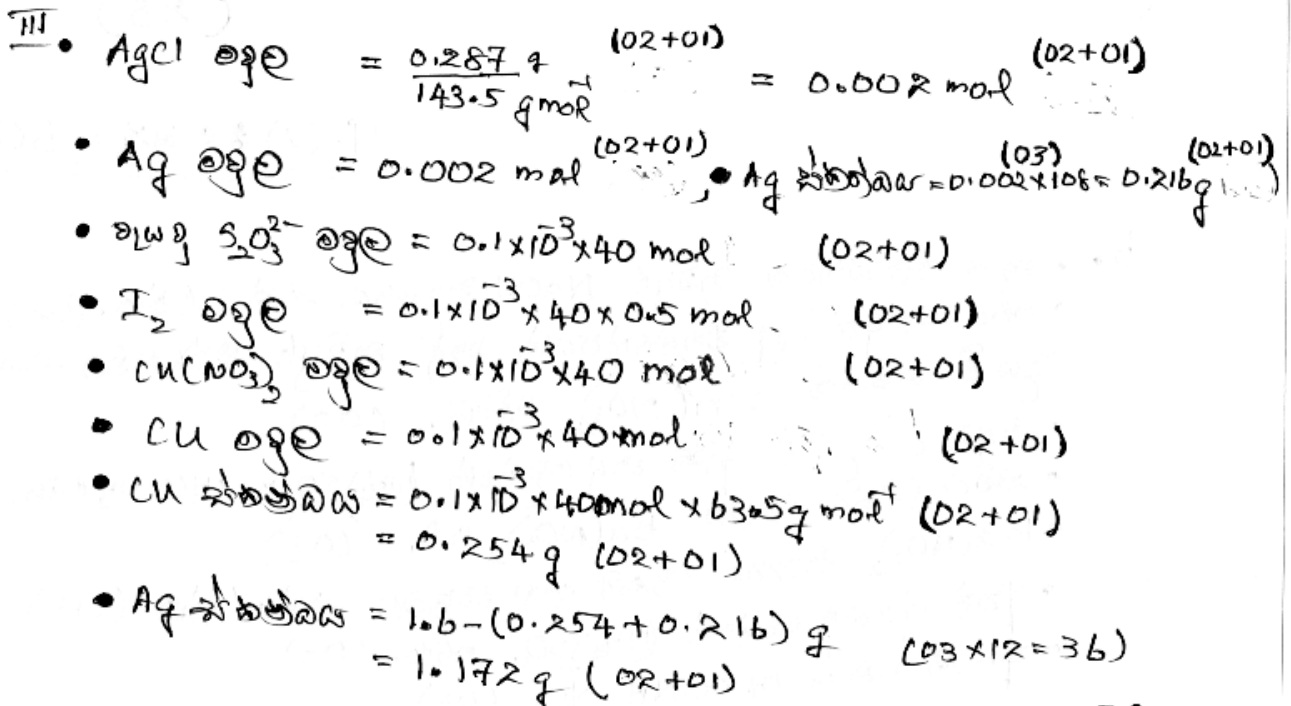 III
• AgCl මවුල = 0.287 g / 143.5 g mol⁻¹ (02+01) = 0.002 mol (02+01)
• Ag මවුල = 0.002 mol (02+01), • Ag ස්කන්ධය = 0.002×108 (03) = 0.216g (02+01)
• වැයවූ S₂O₃²⁻ මවුල = 0.1×10⁻³×40 mol (02+01)
• I₂ මවුල = 0.1×10⁻³×40×0.5 mol (02+01)
• Cu(NO₃)₂ මවුල = 0.1×10⁻³×40 mol (02+01)
• Cu මවුල = 0.1×10⁻³×40 mol (02+01)
• Cu ස්කන්ධය = 0.1×10⁻³×40mol×63.5g mol⁻¹ (02+01)
= 0.254 g (02+01)
• Ag ස්කන්ධය = 1.6-(0.254+0.216) g (03×12=36)
= 1.172 g (02+01)